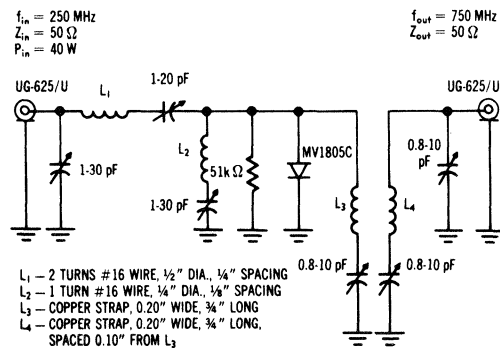 f_in = 250 MHz
Z_in = 50 Ω
P_in = 40 W
f_out = 750 MHz
Z_out = 50 Ω
UG-625/U
L₁
1-20 pF
UG-625/U
1-30 pF
L₂
51k Ω
MV1805C
0.8-10
pF
1-30 pF
L₃
L₄
0.8-10 pF
0.8-10 pF
L₁ – 2 TURNS #16 WIRE, ½" DIA., ¼" SPACING
L₂ – 1 TURN #16 WIRE, ¼" DIA., ⅛" SPACING
L₃ – COPPER STRAP, 0.20" WIDE, ¾" LONG
L₄ – COPPER STRAP, 0.20" WIDE, ¾" LONG,
SPACED 0.10" FROM L₃